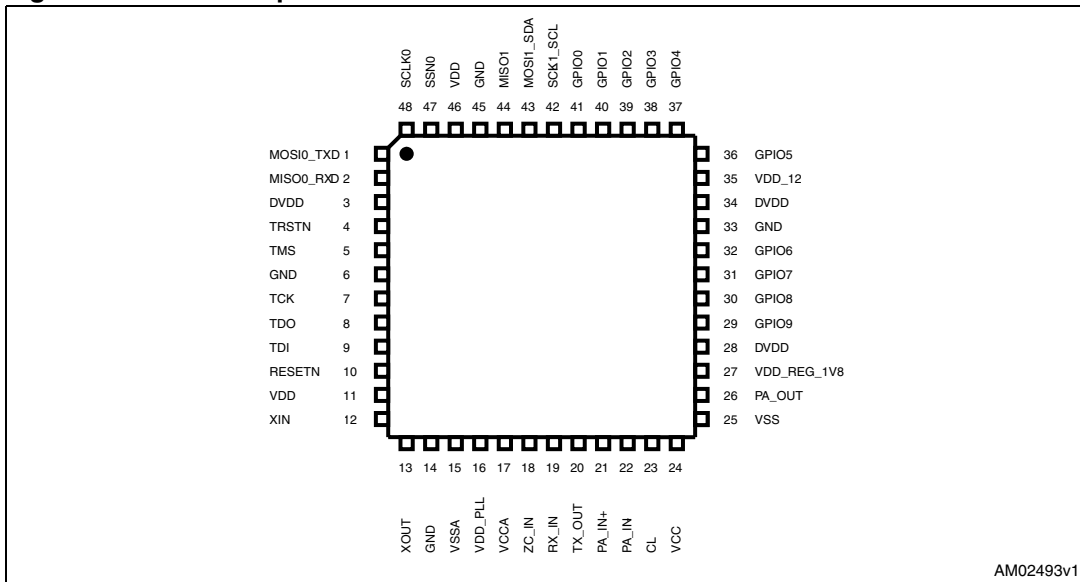 SCLK0
SSN0
VDD
GND
MISO1
MOSI1_SDA
SCK1_SCL
GPIO0
GPIO1
GPIO2
GPIO3
GPIO4
48 47 46 45 44 43 42 41 40 39 38 37
MOSI0_TXD 1
MISO0_RXD 2
DVDD 3
TRSTN 4
TMS 5
GND 6
TCK 7
TDO 8
TDI 9
RESETN 10
VDD 11
XIN 12
36 GPIO5
35 VDD_12
34 DVDD
33 GND
32 GPIO6
31 GPIO7
30 GPIO8
29 GPIO9
28 DVDD
27 VDD_REG_1V8
26 PA_OUT
25 VSS
13 14 15 16 17 18 19 20 21 22 23 24
XOUT
GND
VSSA
VDD_PLL
VCCA
ZC_IN
RX_IN
TX_OUT
PA_IN+
PA_IN
CL
VCC
AM02493v1